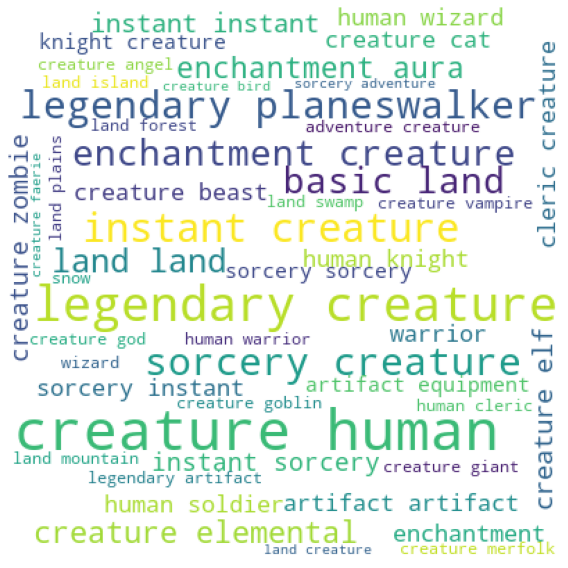 instant instant
human wizard
knight creature
creature cat
creature angel
enchantment aura
land island
creature bird
sorcery adventure
legendary planeswalker
land forest
adventure creature
cleric creature
creature zombie
creature faerie
land plains
enchantment creature
creature beast
basic land
land swamp
creature vampire
instant creature
land land
human knight
sorcery sorcery
snow
legendary creature
creature god
human warrior
warrior
wizard
sorcery creature
creature elf
sorcery instant
artifact equipment
creature goblin
human cleric
creature human
land mountain
instant sorcery
creature giant
legendary artifact
human soldier
artifact artifact
creature elemental
enchantment
land creature
creature merfolk